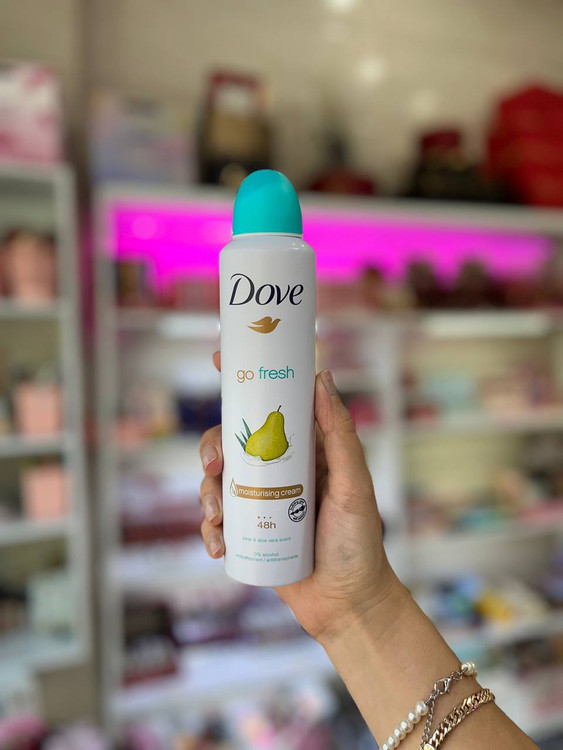 Dove
go fresh
moisturising cream
48h
pear & aloe vera scent
0% alcohol